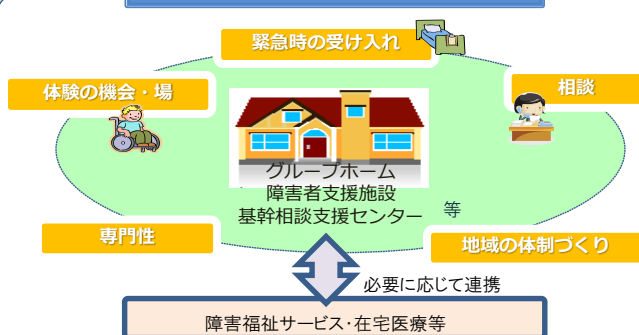 緊急時の受け入れ
体験の機会・場
相談
グループホーム
障害者支援施設
基幹相談支援センター 等
専門性
地域の体制づくり
必要に応じて連携
障害福祉サービス・在宅医療等